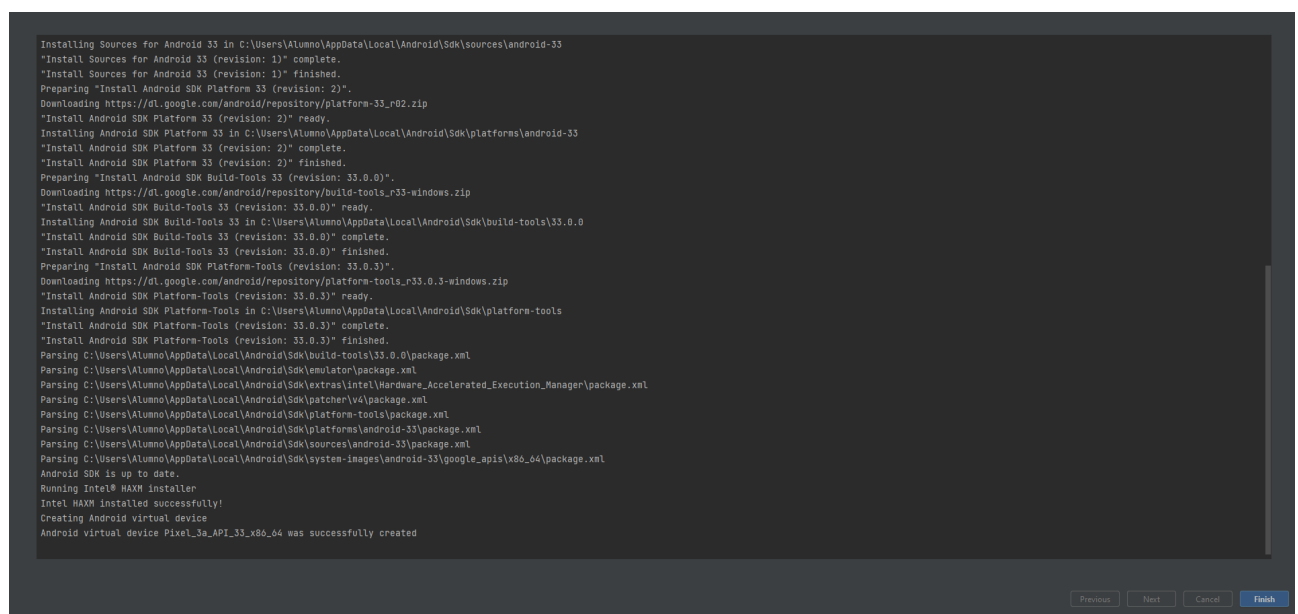 Installing Sources for Android 33 in C:\Users\Alumno\AppData\Local\Android\Sdk\sources\android-33
"Install Sources for Android 33 (revision: 1)" complete.
"Install Sources for Android 33 (revision: 1)" finished.
Preparing "Install Android SDK Platform 33 (revision: 2)".
Downloading https://dl.google.com/android/repository/platform-33_r02.zip
"Install Android SDK Platform 33 (revision: 2)" ready.
Installing Android SDK Platform 33 in C:\Users\Alumno\AppData\Local\Android\Sdk\platforms\android-33
"Install Android SDK Platform 33 (revision: 2)" complete.
"Install Android SDK Platform 33 (revision: 2)" finished.
Preparing "Install Android SDK Build-Tools 33 (revision: 33.0.0)".
Downloading https://dl.google.com/android/repository/build-tools_r33-windows.zip
"Install Android SDK Build-Tools 33 (revision: 33.0.0)" ready.
Installing Android SDK Build-Tools 33 in C:\Users\Alumno\AppData\Local\Android\Sdk\build-tools\33.0.0
"Install Android SDK Build-Tools 33 (revision: 33.0.0)" complete.
"Install Android SDK Build-Tools 33 (revision: 33.0.0)" finished.
Preparing "Install Android SDK Platform-Tools (revision: 33.0.3)".
Downloading https://dl.google.com/android/repository/platform-tools_r33.0.3-windows.zip
"Install Android SDK Platform-Tools (revision: 33.0.3)" ready.
Installing Android SDK Platform-Tools in C:\Users\Alumno\AppData\Local\Android\Sdk\platform-tools
"Install Android SDK Platform-Tools (revision: 33.0.3)" complete.
"Install Android SDK Platform-Tools (revision: 33.0.3)" finished.
Parsing C:\Users\Alumno\AppData\Local\Android\Sdk\build-tools\33.0.0\package.xml
Parsing C:\Users\Alumno\AppData\Local\Android\Sdk\emulator\package.xml
Parsing C:\Users\Alumno\AppData\Local\Android\Sdk\extras\intel\Hardware_Accelerated_Execution_Manager\package.xml
Parsing C:\Users\Alumno\AppData\Local\Android\Sdk\patcher\v4\package.xml
Parsing C:\Users\Alumno\AppData\Local\Android\Sdk\platform-tools\package.xml
Parsing C:\Users\Alumno\AppData\Local\Android\Sdk\platforms\android-33\package.xml
Parsing C:\Users\Alumno\AppData\Local\Android\Sdk\sources\android-33\package.xml
Parsing C:\Users\Alumno\AppData\Local\Android\Sdk\system-images\android-33\google_apis\x86_64\package.xml
Android SDK is up to date.
Running Intel® HAXM installer
Intel HAXM installed successfully!
Creating Android virtual device
Android virtual device Pixel_3a_API_33_x86_64 was successfully created
Previous Next Cancel Finish